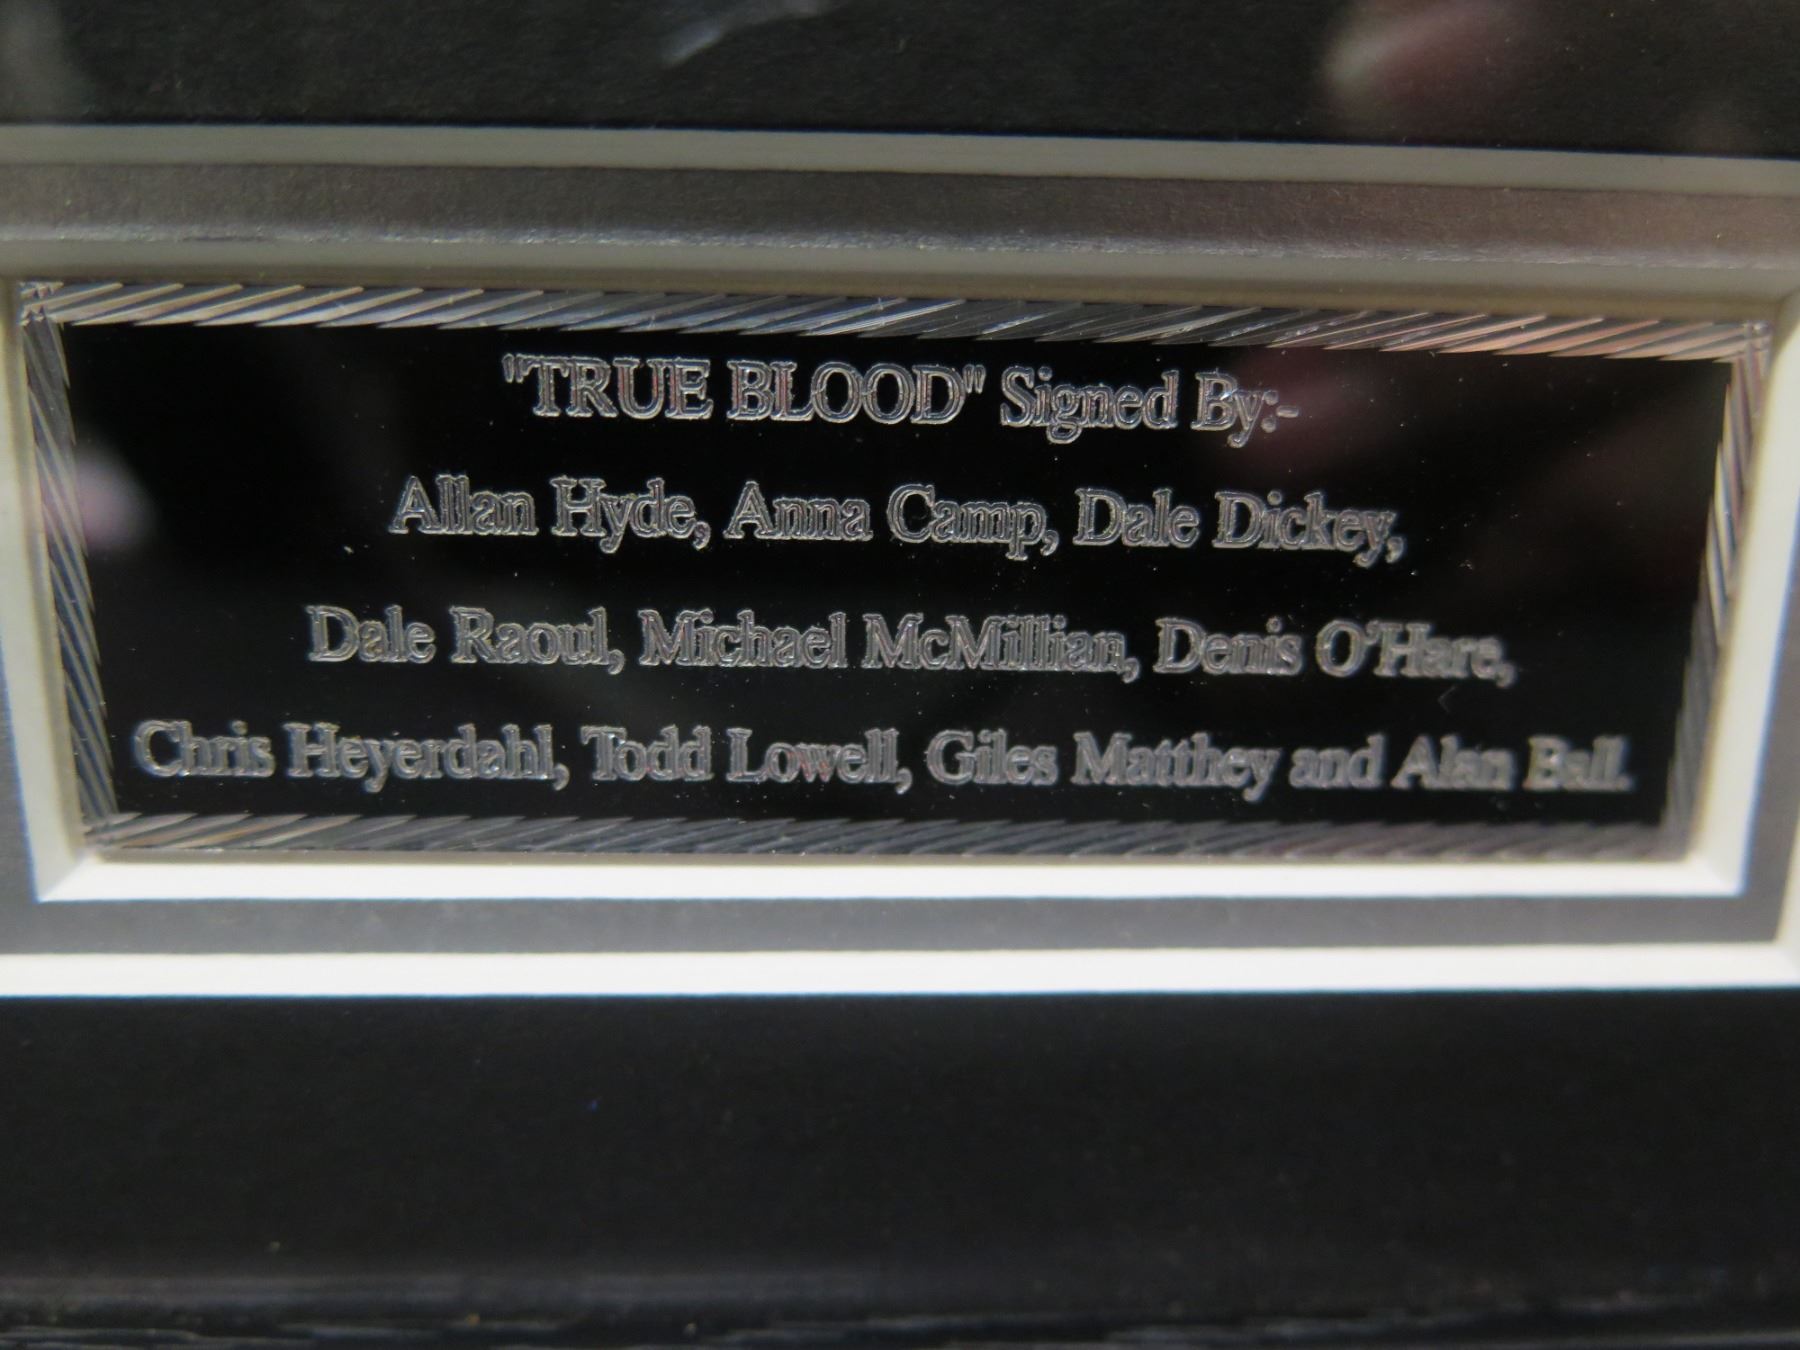 "TRUE BLOOD" Signed By:-
Allan Hyde, Anna Camp, Dale Dickey,
Dale Raoul, Michael McMillian, Denis O'Hare,
Chris Heyerdahl, Todd Lowell, Giles Matthey and Alan Ball.